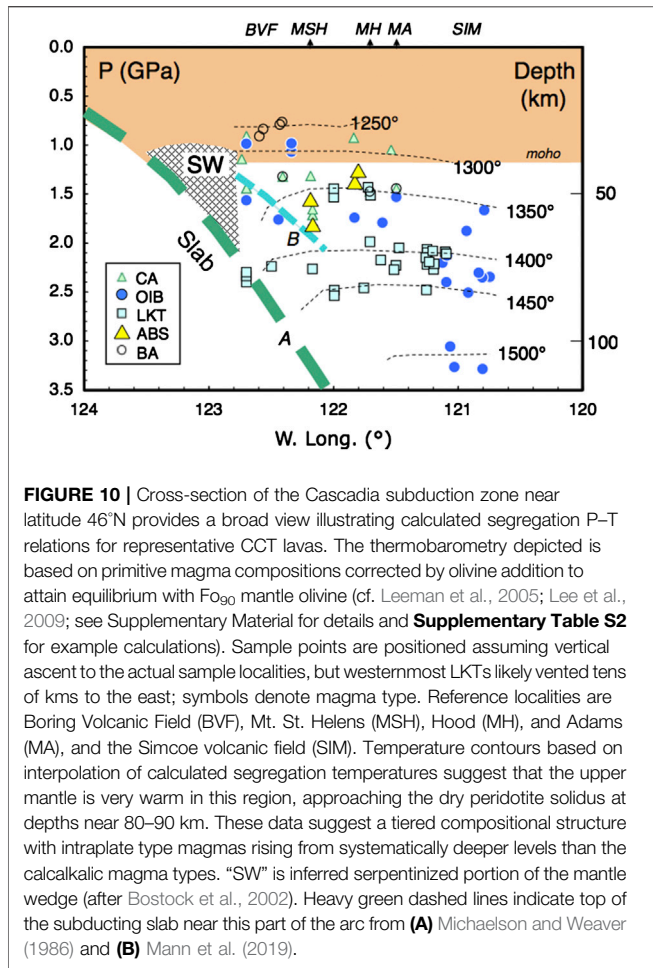 BVF MSH MH MA SIM
0.0
P (GPa) Depth
(km)
0.5
1250°
1.0
moho
SW 1300°
1.5 50
1350°
B
2.0
Slab
1400°
CA
OIB
LKT
ABS
BA
2.5
1450°
A
3.0 100
1500°
3.5
124 123 122 121 120
W. Long. (°)
FIGURE 10 | Cross-section of the Cascadia subduction zone near
latitude 46°N provides a broad view illustrating calculated segregation P–T
relations for representative CCT lavas. The thermobarometry depicted is
based on primitive magma compositions corrected by olivine addition to
attain equilibrium with Fo90 mantle olivine (cf. Leeman et al., 2005; Lee et al.,
2009; see Supplementary Material for details and Supplementary Table S2
for example calculations). Sample points are positioned assuming vertical
ascent to the actual sample localities, but westernmost LKTs likely vented tens
of kms to the east; symbols denote magma type. Reference localities are
Boring Volcanic Field (BVF), Mt. St. Helens (MSH), Hood (MH), and Adams
(MA), and the Simcoe volcanic field (SIM). Temperature contours based on
interpolation of calculated segregation temperatures suggest that the upper
mantle is very warm in this region, approaching the dry peridotite solidus at
depths near 80–90 km. These data suggest a tiered compositional structure
with intraplate type magmas rising from systematically deeper levels than the
calcalkalic magma types. “SW” is inferred serpentinized portion of the mantle
wedge (after Bostock et al., 2002). Heavy green dashed lines indicate top of
the subducting slab near this part of the arc from (A) Michaelson and Weaver
(1986) and (B) Mann et al. (2019).